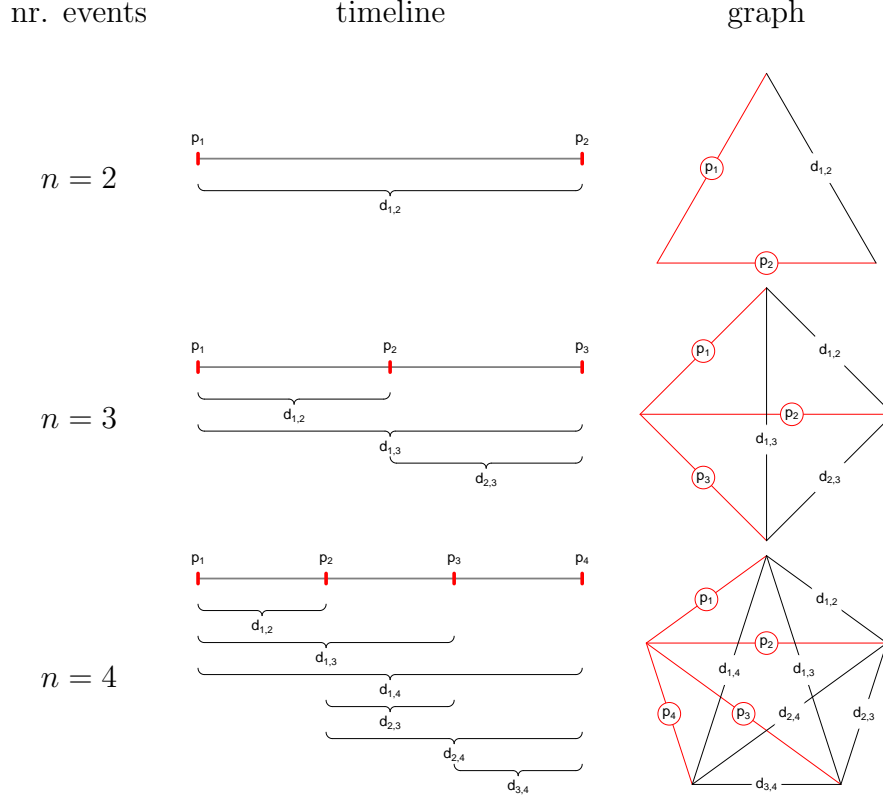 nr. events timeline graph
p1 p2
n = 2
d1,2
p1
d1,2
p2
p1 p2 p3
n = 3
d1,2
d1,3
d2,3
p1
d1,2
p2
d1,3
p3
d2,3
p1 p2 p3 p4
n = 4
d1,2
d1,3
d1,4
d2,3
d2,4
d3,4
p1
d1,2
p2
d1,4 d1,3
p4 p3 d2,4 d2,3
d3,4